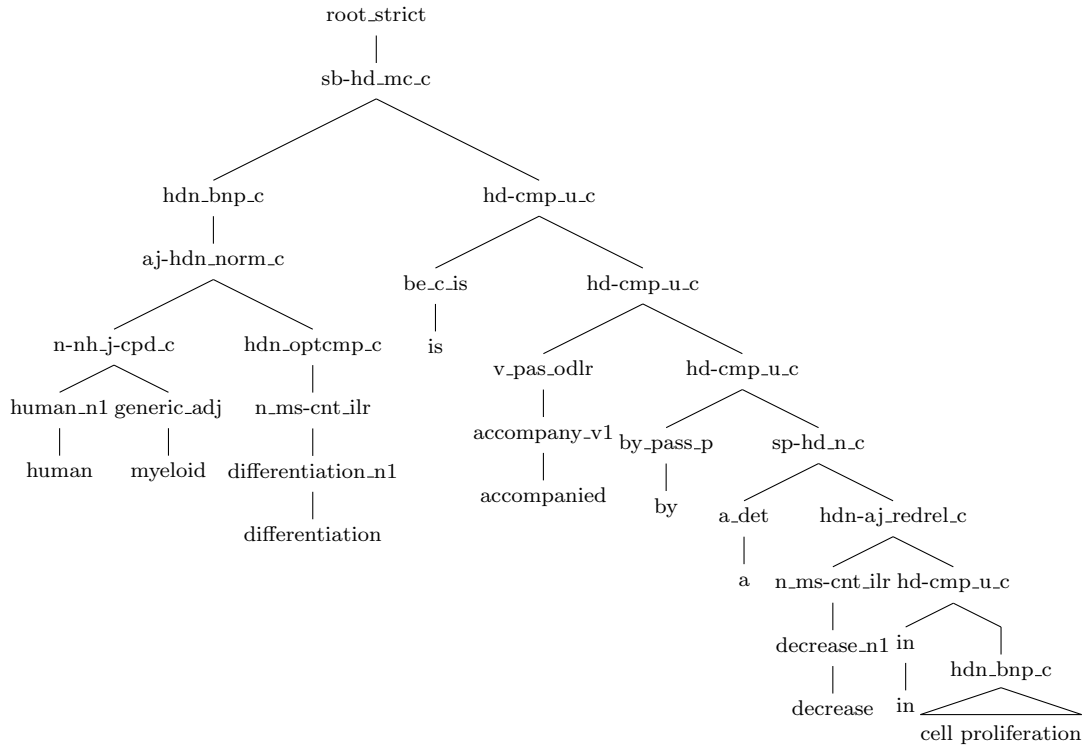 root_strict
sb-hd_mc_c
hdn_bnp_c hd-cmp_u_c
aj-hdn_norm_c
be_c_is hd-cmp_u_c
n-nh_j-cpd_c hdn_optcmp_c is
v_pas_odlr hd-cmp_u_c
human_n1 generic_adj n_ms-cnt_ilr
accompany_v1 by_pass_p sp-hd_n_c
human myeloid differentiation_n1
accompanied by
a_det hdn-aj_redrel_c
differentiation
a n_ms-cnt_ilr hd-cmp_u_c
decrease_n1 in
hdn_bnp_c
decrease in
cell proliferation